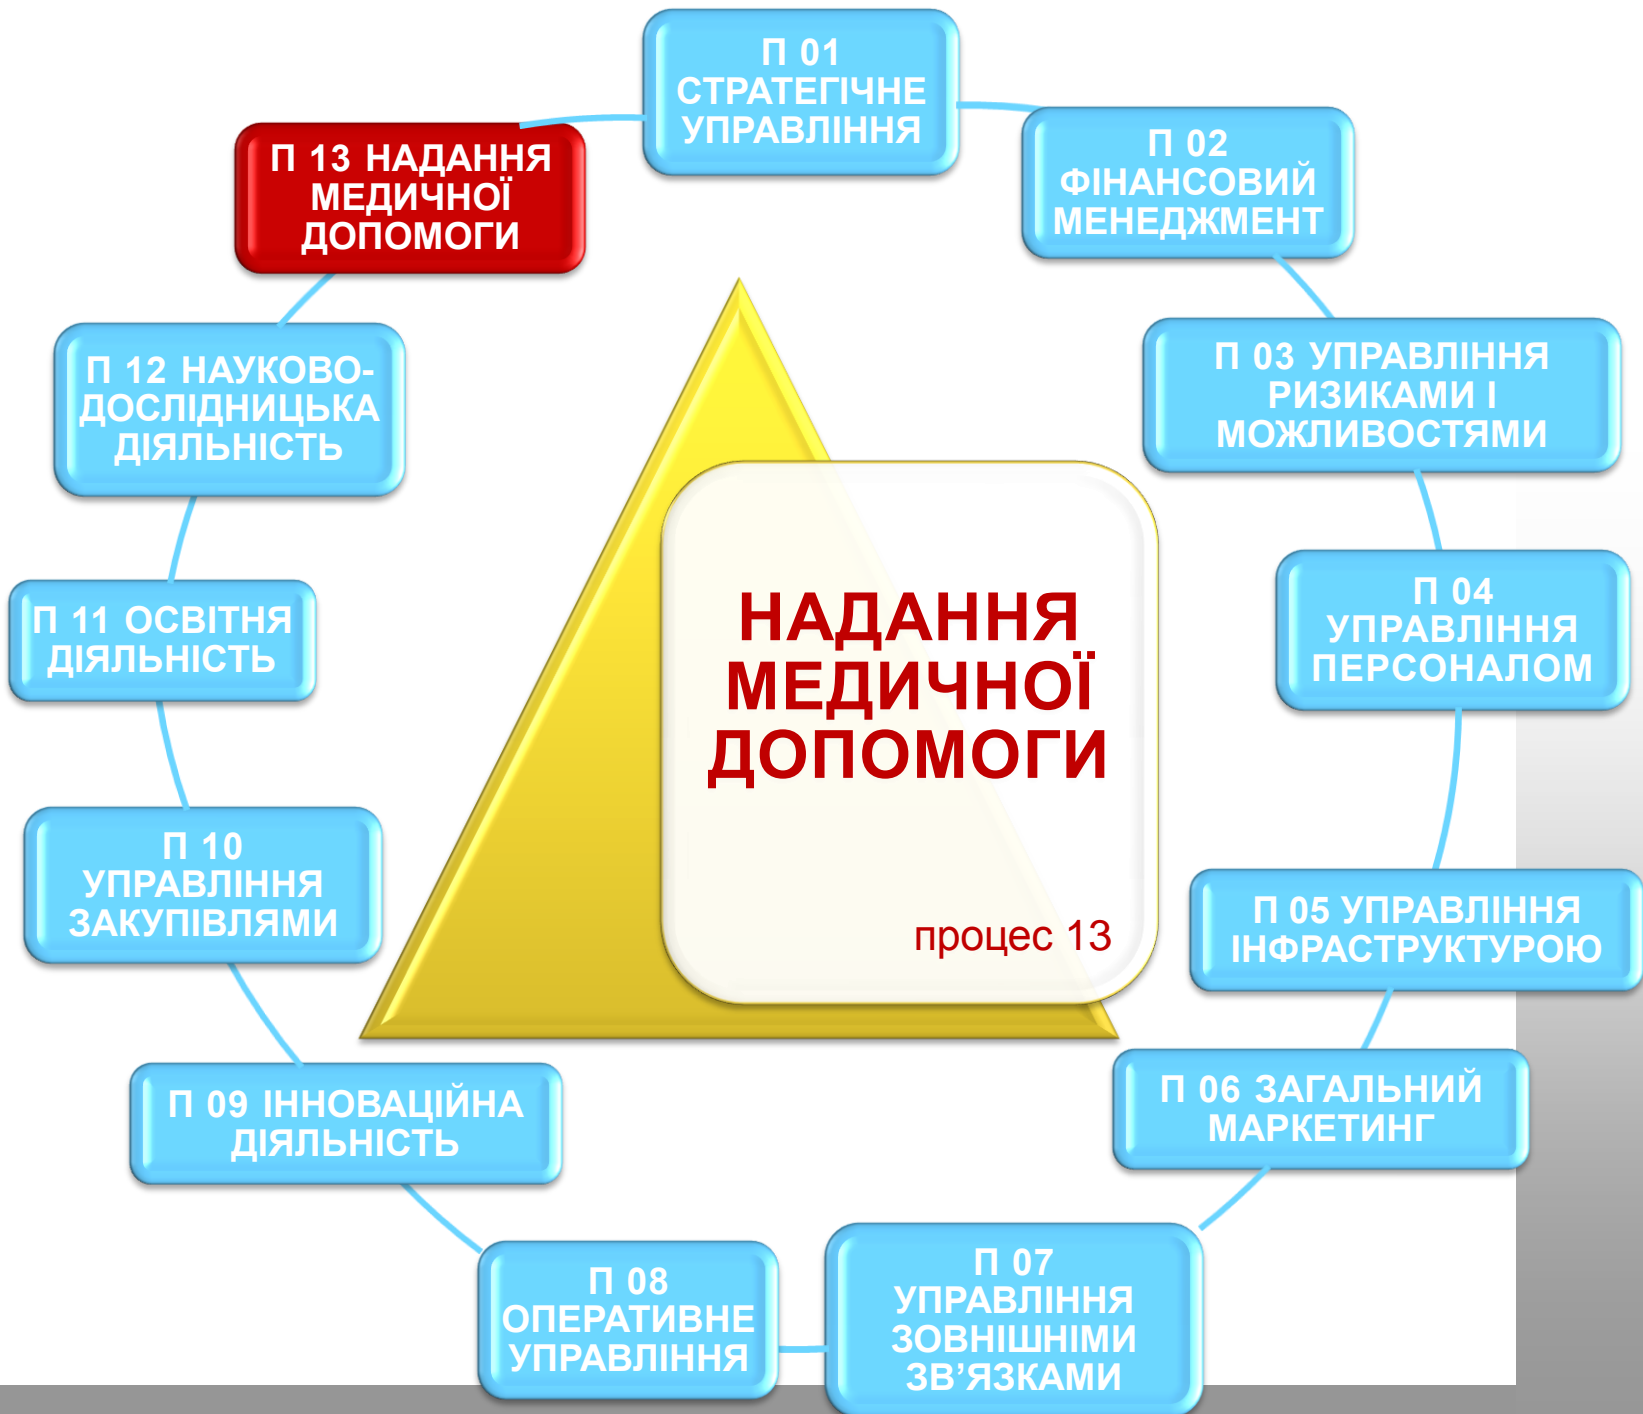 П 01
СТРАТЕГІЧНЕ
УПРАВЛІННЯ
П 02
ФІНАНСОВИЙ
МЕНЕДЖМЕНТ
П 03 УПРАВЛІННЯ
РИЗИКАМИ І
МОЖЛИВОСТЯМИ
П 04
УПРАВЛІННЯ
ПЕРСОНАЛОМ
П 05 УПРАВЛІННЯ
ІНФРАСТРУКТУРОЮ
П 06 ЗАГАЛЬНИЙ
МАРКЕТИНГ
П 07
УПРАВЛІННЯ
ЗОВНІШНІМИ
ЗВ’ЯЗКАМИ
П 08
ОПЕРАТИВНЕ
УПРАВЛІННЯ
П 09 ІННОВАЦІЙНА
ДІЯЛЬНІСТЬ
П 10
УПРАВЛІННЯ
ЗАКУПІВЛЯМИ
П 11 ОСВІТНЯ
ДІЯЛЬНІСТЬ
П 12 НАУКОВО-
ДОСЛІДНИЦЬКА
ДІЯЛЬНІСТЬ
П 13 НАДАННЯ
МЕДИЧНОЇ
ДОПОМОГИ
НАДАННЯ
МЕДИЧНОЇ
ДОПОМОГИ
процес 13